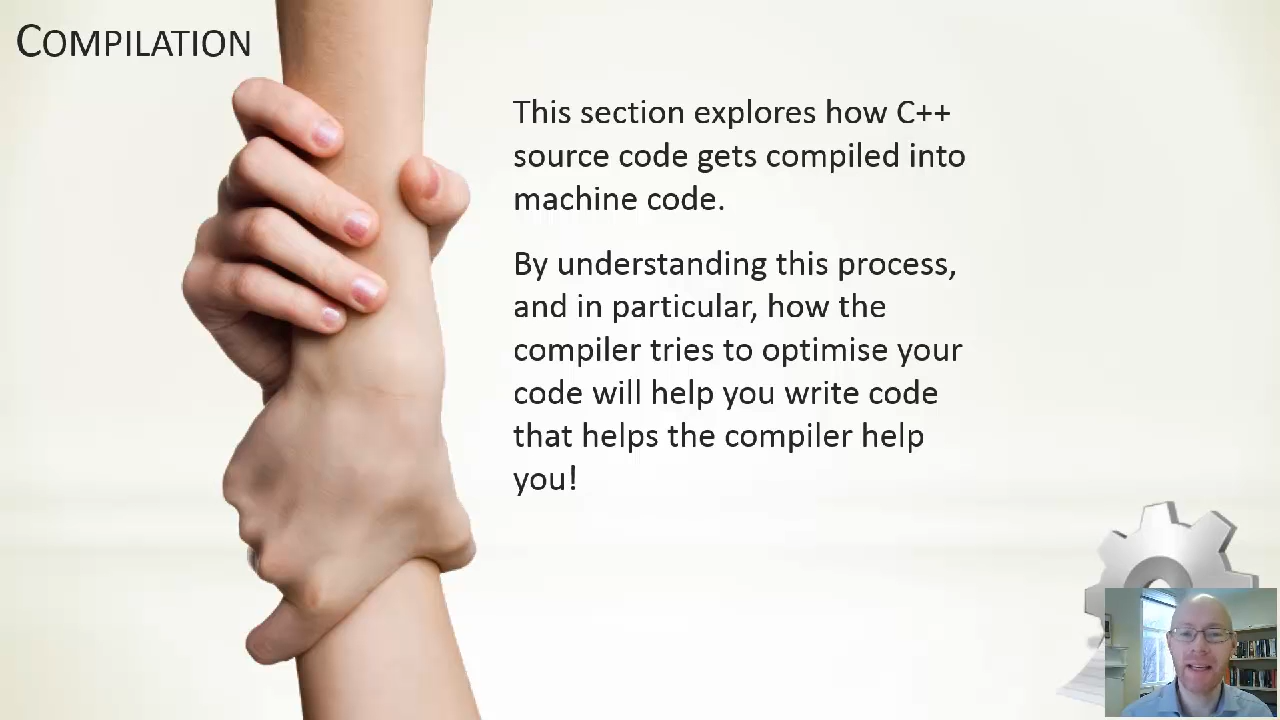 COMPILATION
This section explores how C++
source code gets compiled into
machine code.
By understanding this process,
and in particular, how the
compiler tries to optimise your
code will help you write code
that helps the compiler help
you!